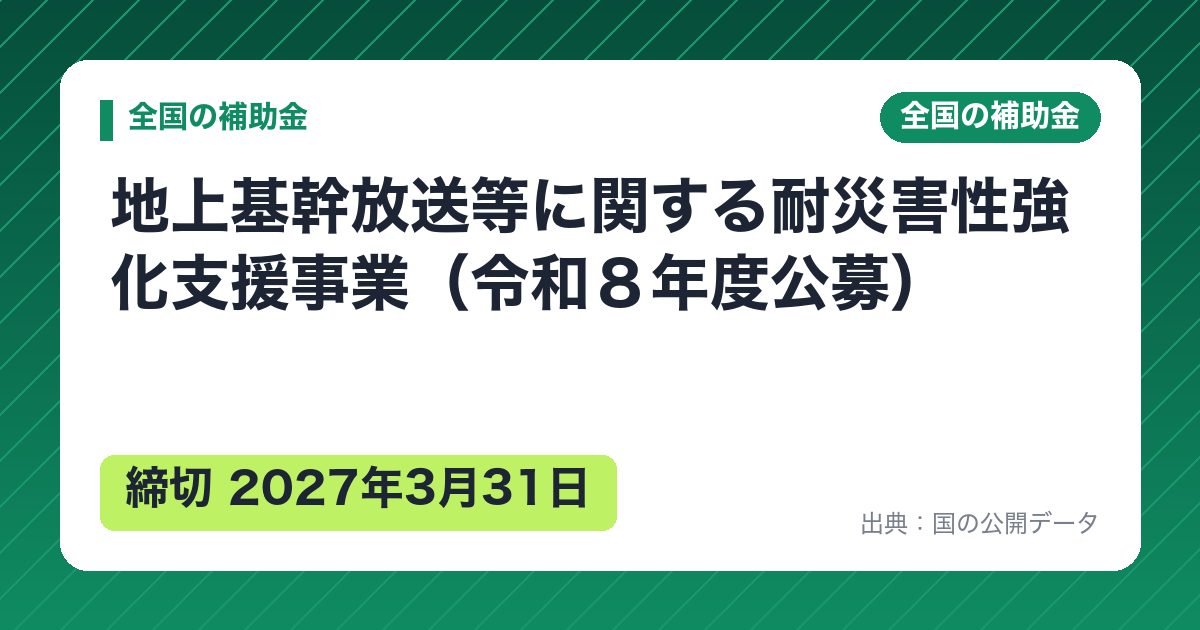 全国の補助金
全国の補助金
地上基幹放送等に関する耐災害性強
化支援事業（令和８年度公募）
締切 2027年3月31日
出典：国の公開データ